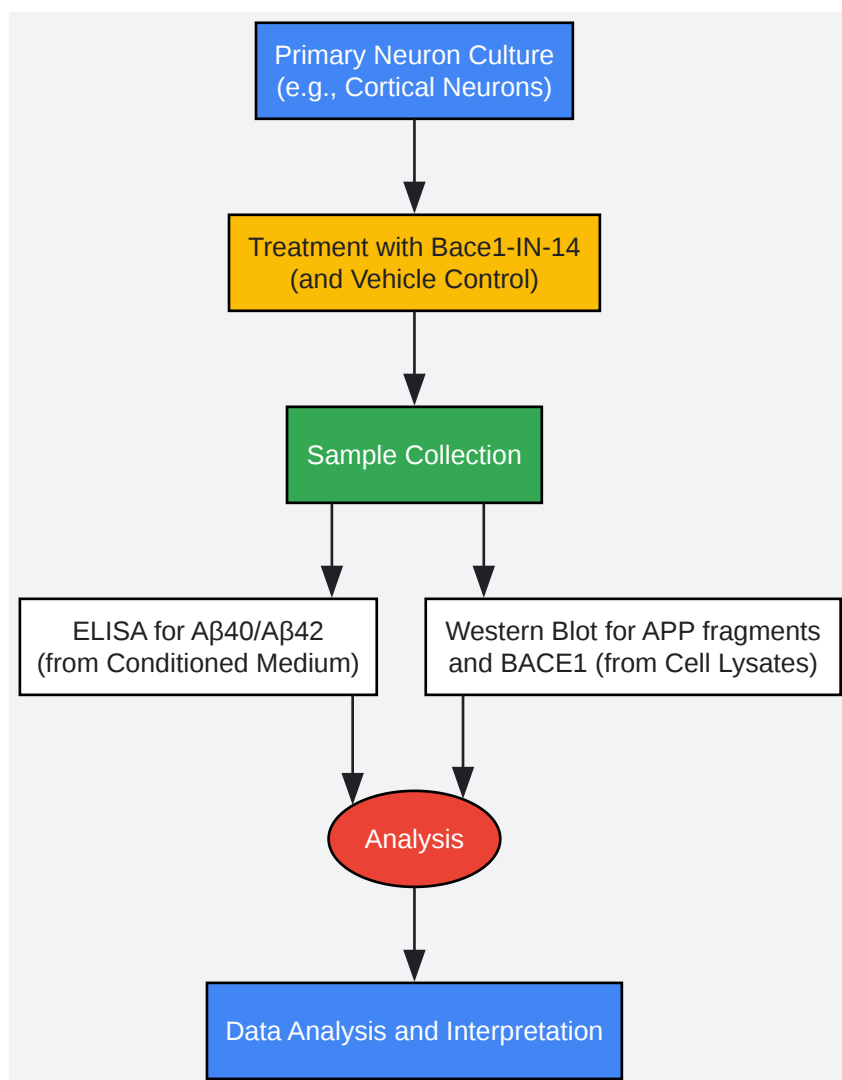 Primary Neuron Culture
(e.g., Cortical Neurons)
Treatment with Bace1-IN-14
(and Vehicle Control)
Sample Collection
ELISA for Aβ40/Aβ42
(from Conditioned Medium)
Western Blot for APP fragments
and BACE1 (from Cell Lysates)
Analysis
Data Analysis and Interpretation